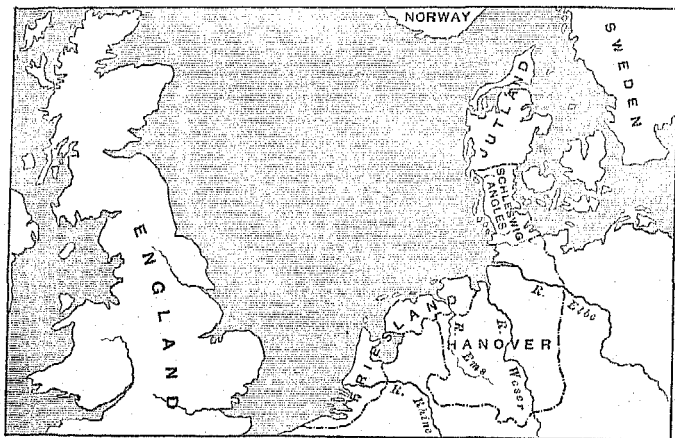 NORWAY
SWEDEN
JUTLAND
SCHLESWIG
ANGLES
ENGLAND
FRIESLAND
HANOVER
R. Elbe
R. Ems
R. Weser
R. Rhine